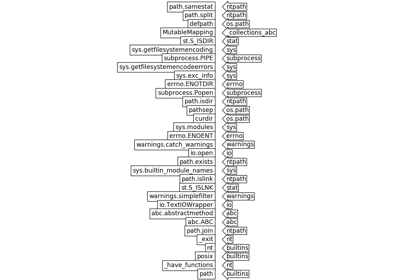 path.samestat ntpath
path.split ntpath
defpath os.path
MutableMapping _collections_abc
st.S_ISDIR stat
sys.getfilesystemencoding sys
subprocess.PIPE subprocess
sys.getfilesystemencodeerrors sys
sys.exc_info sys
errno.ENOTDIR errno
subprocess.Popen subprocess
path.isdir ntpath
pathsep os.path
curdir os.path
sys.modules sys
errno.ENOENT errno
warnings.catch_warnings warnings
io.open io
path.exists ntpath
sys.builtin_module_names sys
path.islink ntpath
st.S_ISLNK stat
warnings.simplefilter warnings
io.TextIOWrapper io
abc.abstractmethod abc
abc.ABC abc
path.join ntpath
_exit nt
nt builtins
posix builtins
_have_functions nt
path builtins